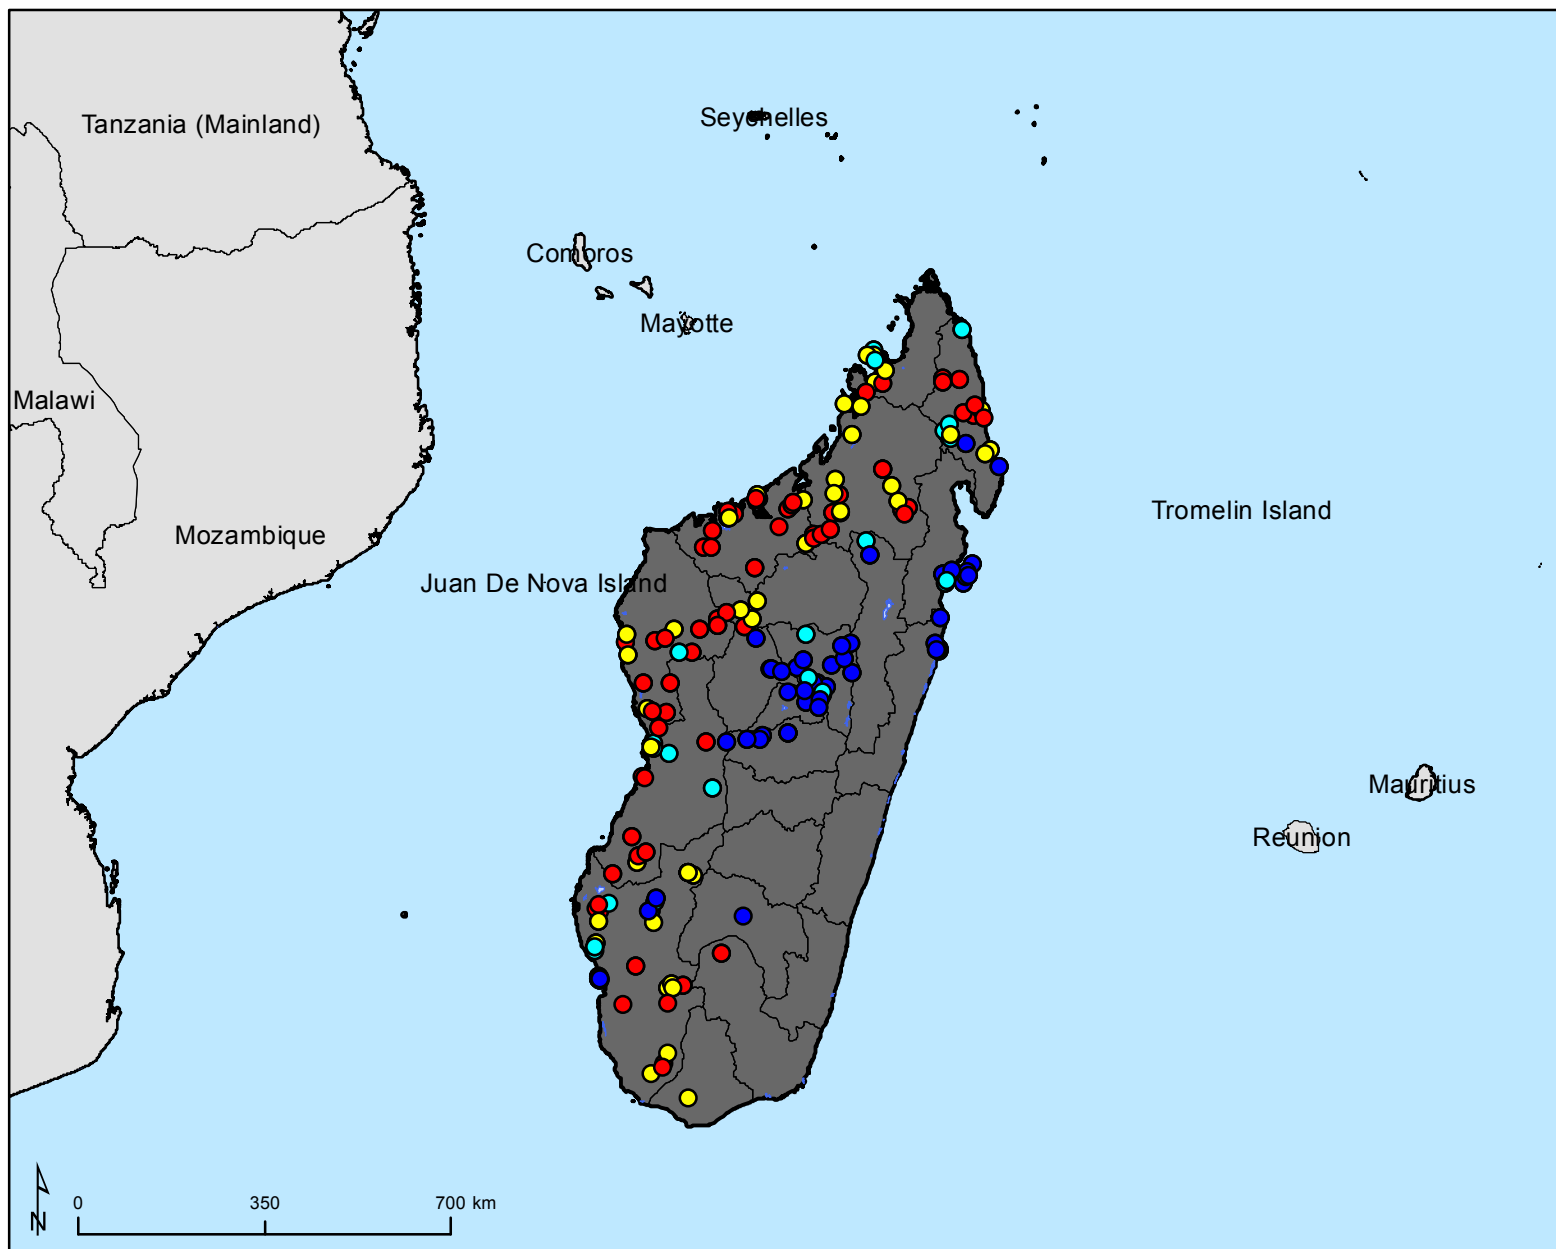 Seychelles
Tanzania (Mainland)
Comoros
Mayotte
Malawi
Tromelin Island
Mozambique
Juan De Nova Island
Mauritius
Reunion
0
350
700 km
N